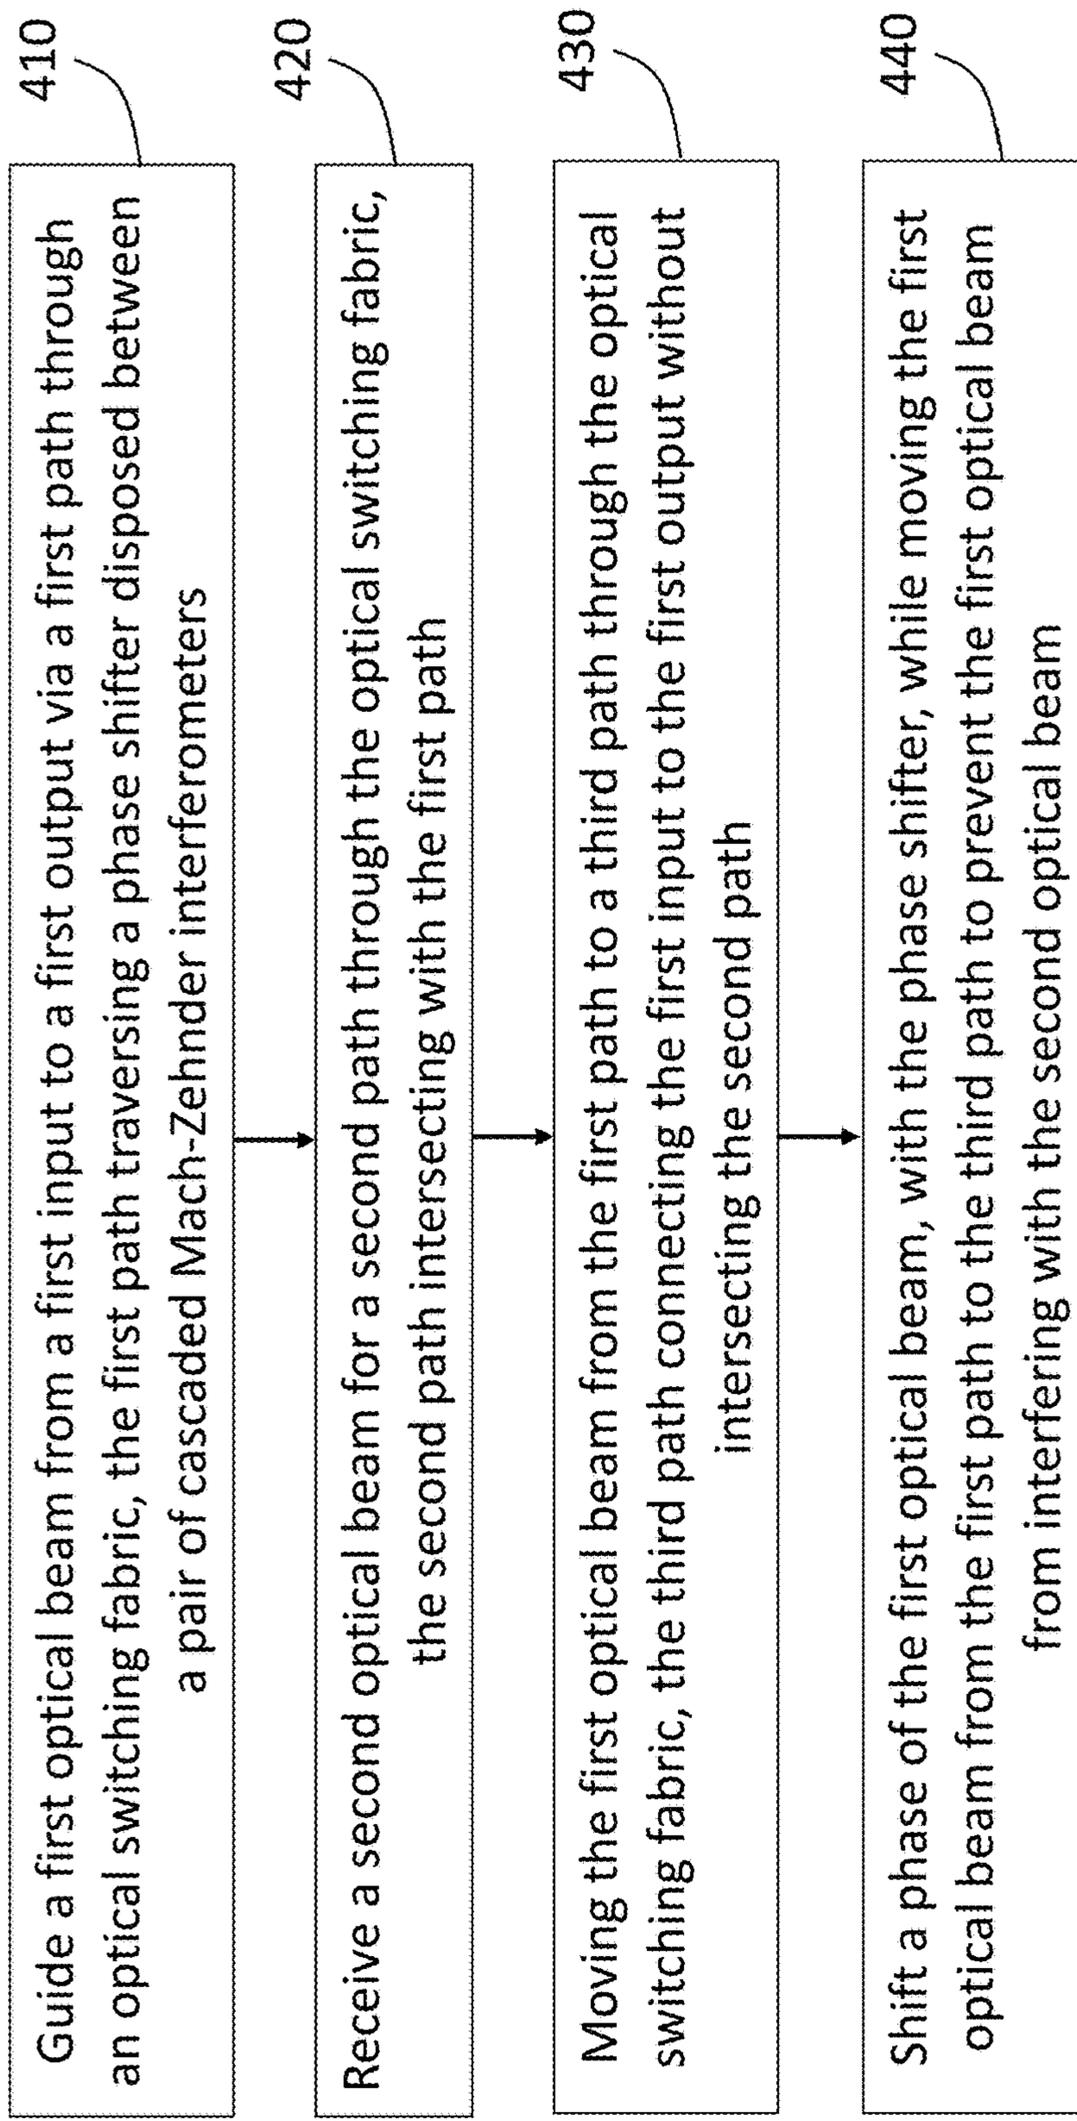 410
Guide a first optical beam from a first input to a first output via a first path through
an optical switching fabric, the first path traversing a phase shifter disposed between
a pair of cascaded Mach-Zehnder interferometers
420
Receive a second optical beam for a second path through the optical switching fabric,
the second path intersecting with the first path
430
Moving the first optical beam from the first path to a third path through the optical
switching fabric, the third path connecting the first input to the first output without
intersecting the second path
440
Shift a phase of the first optical beam, with the phase shifter, while moving the first
optical beam from the first path to the third path to prevent the first optical beam
from interfering with the second optical beam